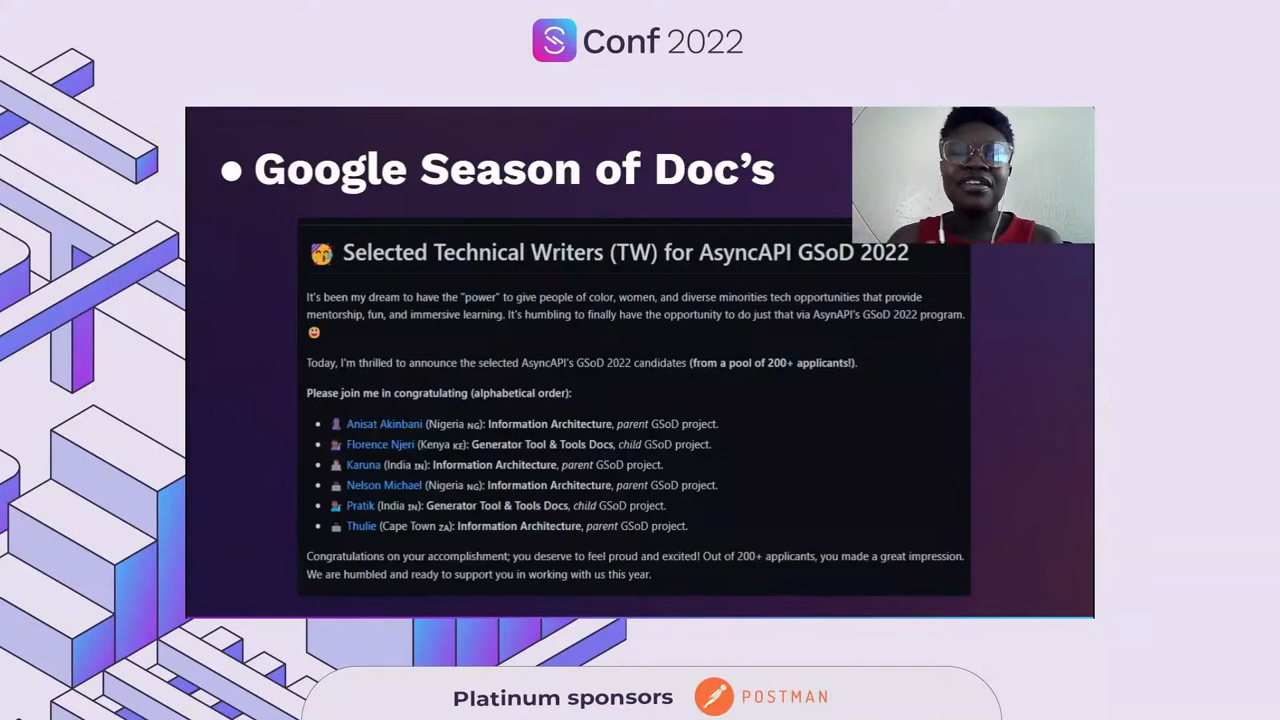 Conf 2022
• Google Season of Doc's
Selected Technical Writers (TW) for AsyncAPI GSoD 2022
It's been my dream to have the "power" to give people of color, women, and diverse minorities tech opportunities that provide
mentorship, fun, and immersive learning. It's humbling to finally have the opportunity to do just that via AsynAPI's GSoD 2022 program.
Today, I'm thrilled to announce the selected AsyncAPI's GSoD 2022 candidates (from a pool of 200+ applicants!).
Please join me in congratulating (alphabetical order):
• Anisat Akinbani (Nigeria NG): Information Architecture, parent GSoD project.
• Florence Njeri (Kenya KE): Generator Tool & Tools Docs, child GSoD project.
• Karuna (India IN): Information Architecture, parent GSoD project.
• Nelson Michael (Nigeria NG): Information Architecture, parent GSoD project.
• Pratik (India IN): Generator Tool & Tools Docs, child GSoD project.
• Thulie (Cape Town ZA): Information Architecture, parent GSoD project.
Congratulations on your accomplishment; you deserve to feel proud and excited! Out of 200+ applicants, you made a great impression.
We are humbled and ready to support you in working with us this year.
Platinum sponsors POSTMAN